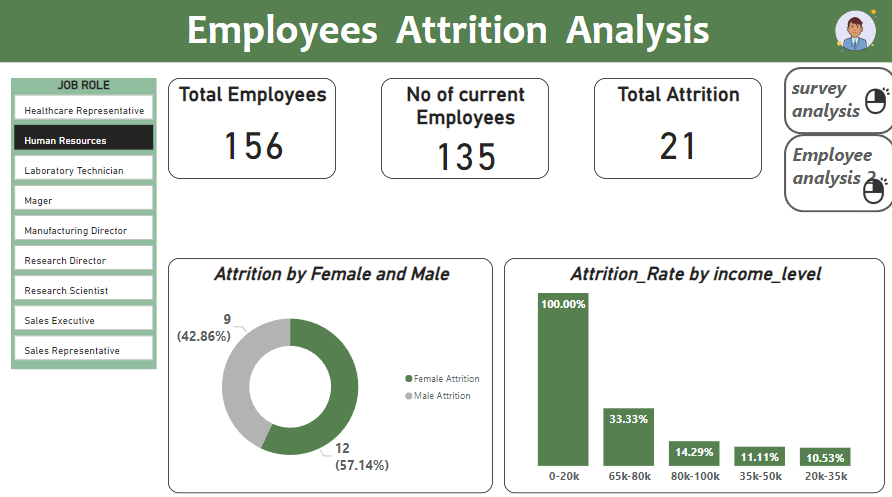 Employees Attrition Analysis
JOB ROLE
Healthcare Representative
Human Resources
Laboratory Technician
Mager
Manufacturing Director
Research Director
Research Scientist
Sales Executive
Sales Representative
Total Employees
156
No of current
Employees
135
Total Attrition
21
survey
analysis
Employee
analysis 2
Attrition by Female and Male
9
(42.86%)
12
(57.14%)
Female Attrition
Male Attrition
Attrition_Rate by income_level
100.00%
33.33%
14.29%
11.11%
10.53%
0-20k
65k-80k
80k-100k
35k-50k
20k-35k